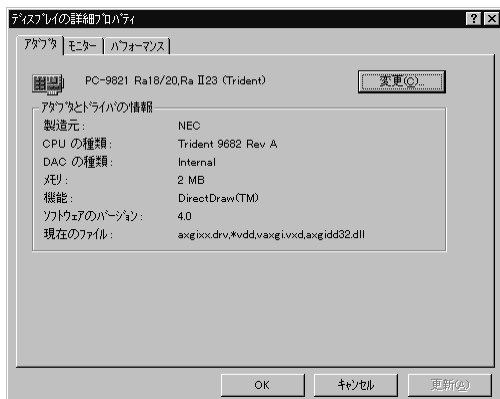 ﾃﾞｨｽﾌﾟﾚｲの詳細ﾌﾟﾛﾊﾟﾃｨ
ｱﾀﾞﾌﾟﾀ ﾓﾆﾀｰ ﾊﾟﾌｫｰﾏﾝｽ
PC-9821 Ra18/20,Ra Ⅱ23 (Trident) 変更(C)...
ｱﾀﾞﾌﾟﾀとﾄﾞﾗｲﾊﾞの情報
製造元: NEC
CPU の種類: Trident 9682 Rev A
DAC の種類: Internal
ﾒﾓﾘ: 2 MB
機能: DirectDraw(TM)
ｿﾌﾄｳｪｱのﾊﾞｰｼﾞｮﾝ: 4.0
現在のﾌｧｲﾙ: axgixx.drv,*vdd,vaxgi.vxd,axgidd32.dll
OK ｷｬﾝｾﾙ 更新(A)